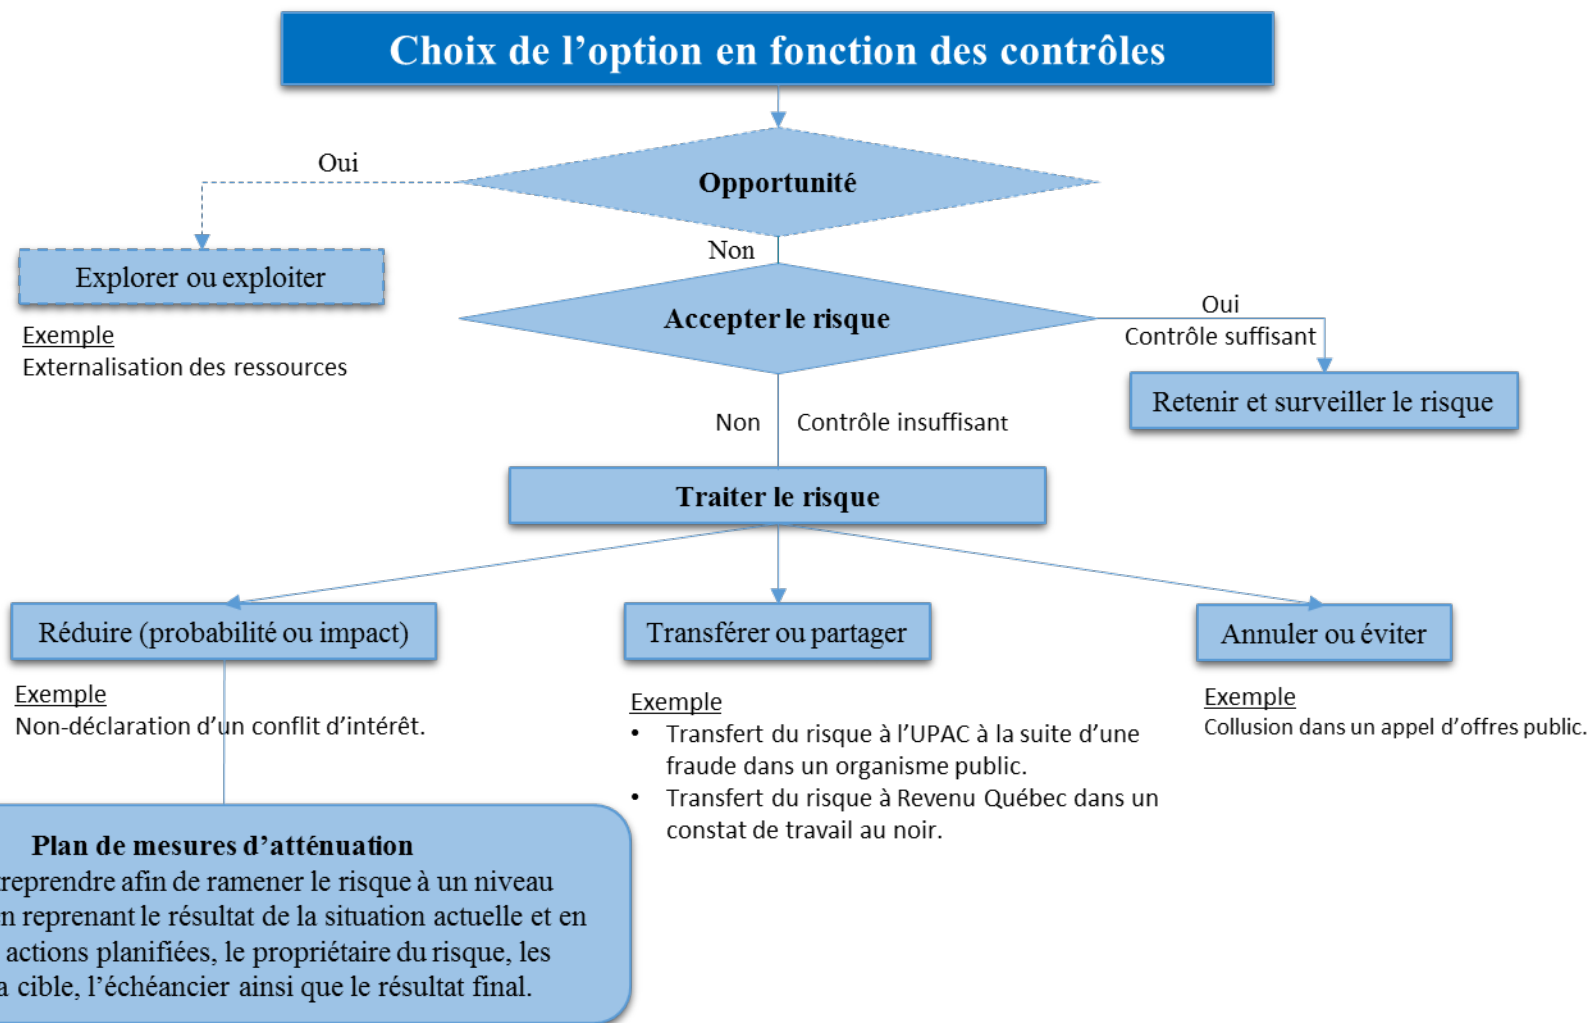 Choix de l’option en fonction des contrôles
Oui
Opportunité
Non
Explorer ou exploiter
Exemple
Externalisation des ressources
Accepter le risque
Oui
Contrôle suffisant
Retenir et surveiller le risque
Non
Contrôle insuffisant
Traiter le risque
Réduire (probabilité ou impact)
Exemple
Non-déclaration d’un conflit d’intérêt.
Transférer ou partager
Exemple
• Transfert du risque à l’UPAC à la suite d’une
fraude dans un organisme public.
• Transfert du risque à Revenu Québec dans un
constat de travail au noir.
Annuler ou éviter
Exemple
Collusion dans un appel d’offres public.
Plan de mesures d’atténuation
afin de ramener le risque à un niveau
en reprenant le résultat de la situation actuelle et en
actions planifiées, le propriétaire du risque, les
cible, l’échéancier ainsi que le résultat final.